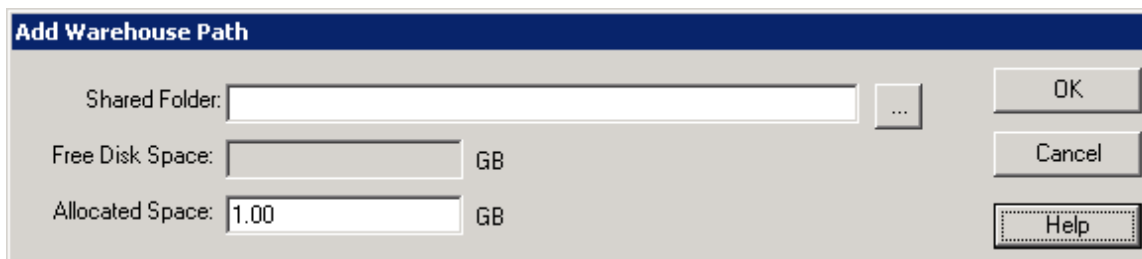 Add Warehouse Path
Shared Folder: ... OK
Free Disk Space: GB Cancel
Allocated Space: 1.00 GB Help